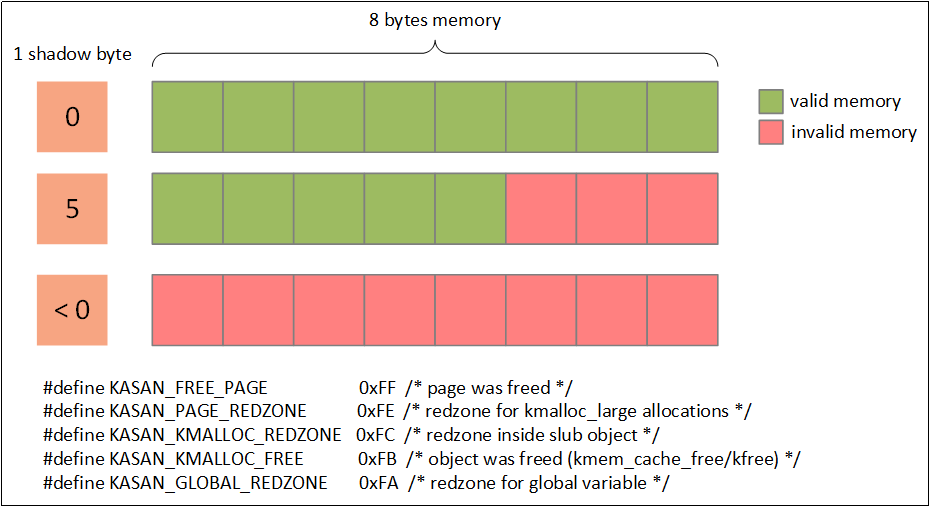 8 bytes memory
1 shadow byte
0
valid memory
invalid memory
5
< 0
#define KASAN_FREE_PAGE 0xFF /* page was freed */
#define KASAN_PAGE_REDZONE 0xFE /* redzone for kmalloc_large allocations */
#define KASAN_KMALLOC_REDZONE 0xFC /* redzone inside slub object */
#define KASAN_KMALLOC_FREE 0xFB /* object was freed (kmem_cache_free/kfree) */
#define KASAN_GLOBAL_REDZONE 0xFA /* redzone for global variable */